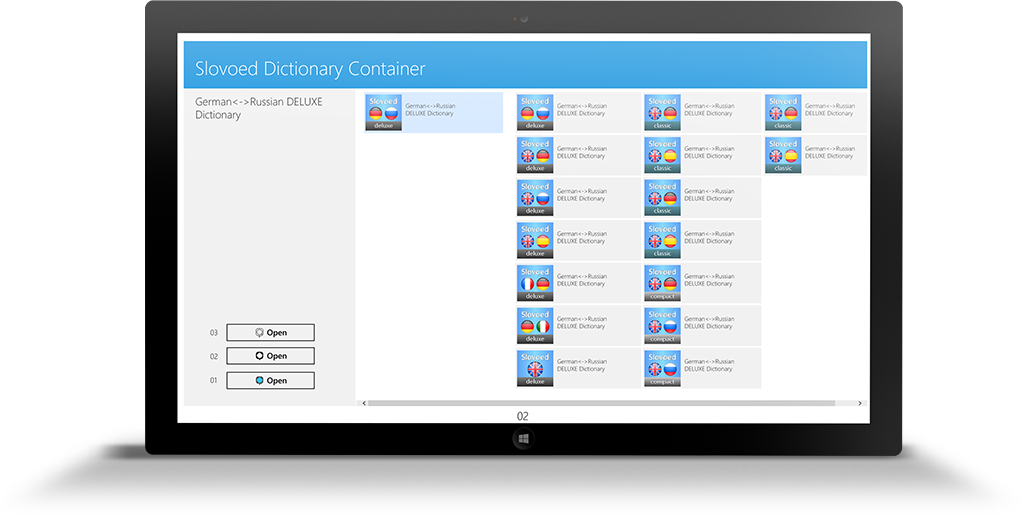 Slovoed Dictionary Container
German<->Russian DELUXE
Dictionary
03 Open
02 Open
01 Open
Slovoed
deluxe
German<->Russian
DELUXE Dictionary
Slovoed
deluxe
German<->Russian
DELUXE Dictionary
Slovoed
deluxe
German<->Russian
DELUXE Dictionary
Slovoed
deluxe
German<->Russian
DELUXE Dictionary
Slovoed
deluxe
German<->Russian
DELUXE Dictionary
Slovoed
deluxe
German<->Russian
DELUXE Dictionary
Slovoed
deluxe
German<->Russian
DELUXE Dictionary
Slovoed
deluxe
German<->Russian
DELUXE Dictionary
Slovoed
classic
German<->Russian
DELUXE Dictionary
Slovoed
classic
German<->Russian
DELUXE Dictionary
Slovoed
classic
German<->Russian
DELUXE Dictionary
Slovoed
classic
German<->Russian
DELUXE Dictionary
Slovoed
compact
German<->Russian
DELUXE Dictionary
Slovoed
compact
German<->Russian
DELUXE Dictionary
Slovoed
compact
German<->Russian
DELUXE Dictionary
Slovoed
classic
German<->Russian
DELUXE Dictionary
Slovoed
classic
German<->Russian
DELUXE Dictionary
02